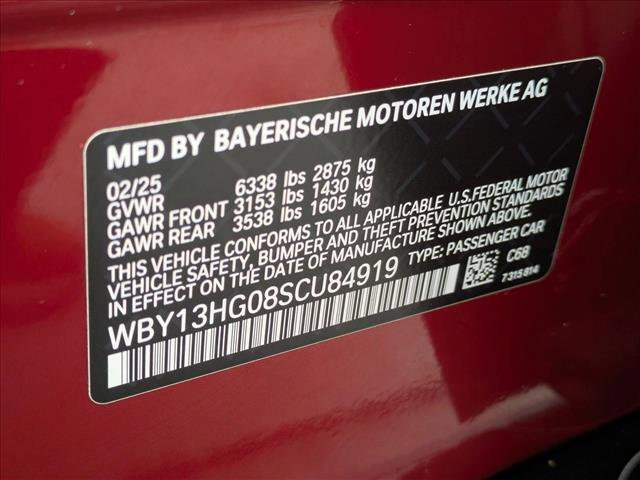 MFD BY BAYERISCHE MOTOREN WERKE AG
02/25
GVWR 6338 lbs 2875 kg
GAWR FRONT 3153 lbs 1430 kg
GAWR REAR 3538 lbs 1605 kg
THIS VEHICLE CONFORMS TO ALL APPLICABLE U.S.FEDERAL MOTOR
VEHICLE SAFETY, BUMPER AND THEFT PREVENTION STANDARDS
IN EFFECT ON THE DATE OF MANUFACTURE SHOWN ABOVE.
WBY13HG08SCU84919 TYPE: PASSENGER CAR
C68
7315814